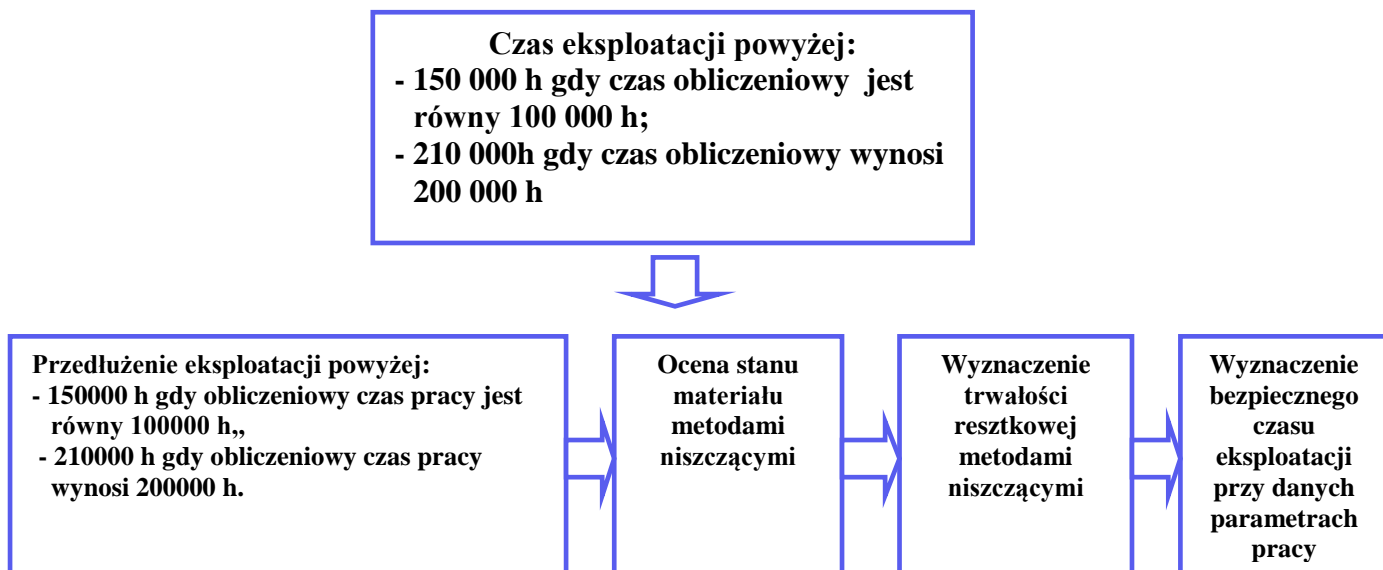 Czas eksploatacji powyżej:
- 150 000 h gdy czas obliczeniowy jest
równy 100 000 h;
- 210 000h gdy czas obliczeniowy wynosi
200 000 h
Przedłużenie eksploatacji powyżej:
- 150000 h gdy obliczeniowy czas pracy jest
równy 100000 h,,
- 210000 h gdy obliczeniowy czas pracy
wynosi 200000 h.
Ocena stanu
materiału
metodami
niszczącymi
Wyznaczenie
trwałości
resztkowej
metodami
niszczącymi
Wyznaczenie
bezpiecznego
czasu
eksploatacji
przy danych
parametrach
pracy